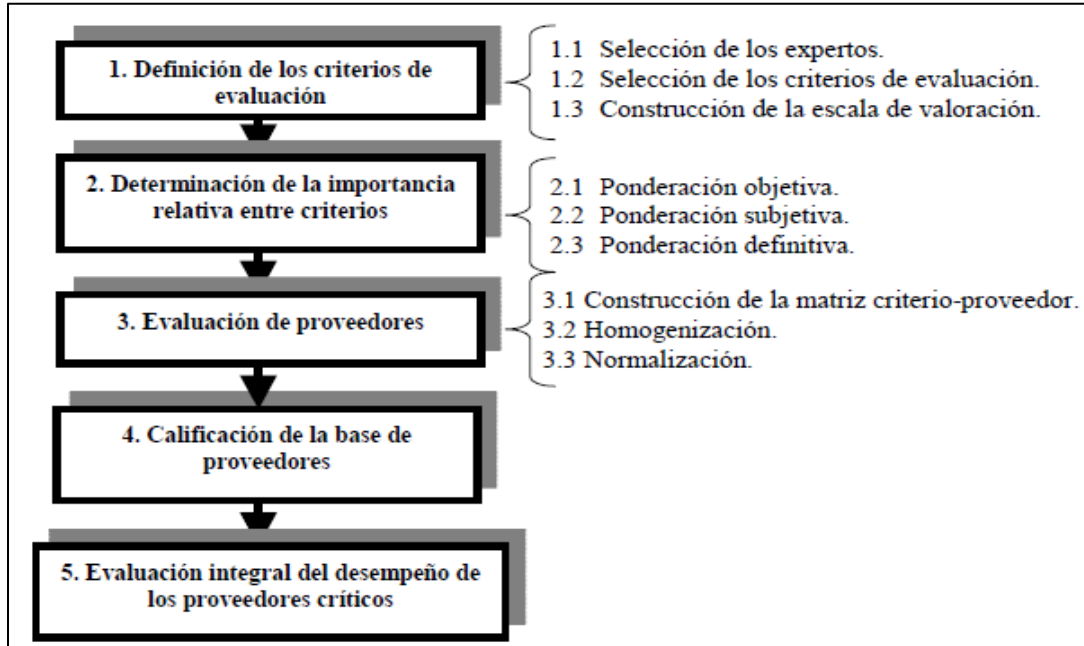 1. Definición de los criterios de
evaluación
1.1 Selección de los expertos.
1.2 Selección de los criterios de evaluación.
1.3 Construcción de la escala de valoración.
2. Determinación de la importancia
relativa entre criterios
2.1 Ponderación objetiva.
2.2 Ponderación subjetiva.
2.3 Ponderación definitiva.
3. Evaluación de proveedores
3.1 Construcción de la matriz criterio-proveedor.
3.2 Homogenización.
3.3 Normalización.
4. Calificación de la base de
proveedores
5. Evaluación integral del desempeño de
los proveedores críticos